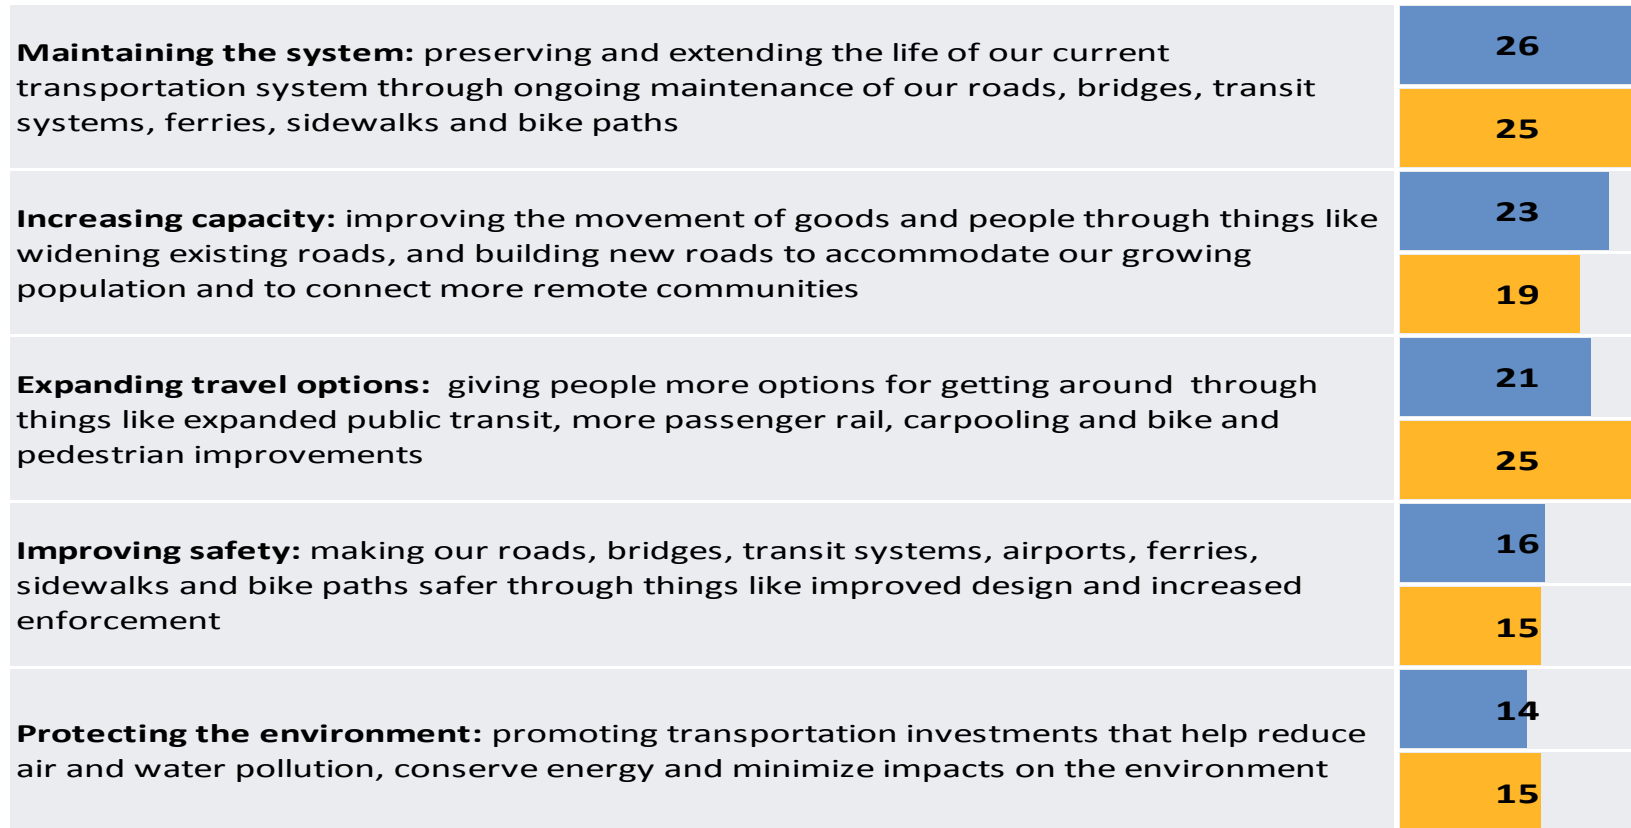 Maintaining the system: preserving and extending the life of our current
transportation system through ongoing maintenance of our roads, bridges, transit
systems, ferries, sidewalks and bike paths
26
25
Increasing capacity: improving the movement of goods and people through things like
widening existing roads, and building new roads to accommodate our growing
population and to connect more remote communities
23
19
Expanding travel options:  giving people more options for getting around  through
things like expanded public transit, more passenger rail, carpooling and bike and
pedestrian improvements
21
25
Improving safety: making our roads, bridges, transit systems, airports, ferries,
sidewalks and bike paths safer through things like improved design and increased
enforcement
16
15
Protecting the environment: promoting transportation investments that help reduce
air and water pollution, conserve energy and minimize impacts on the environment
14
15